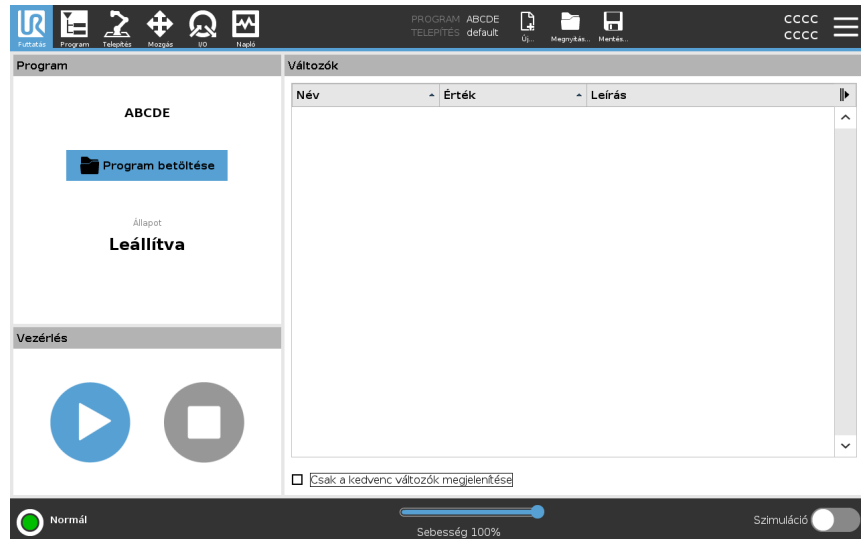 UR
Futtatás Program Telepítés Mozgás I/O Napló
PROGRAM ABCDE
TELEPÍTÉS default
Új... Megnyitás... Mentés...
CCCC
CCCC
Program
ABCDE
Program betöltése
Állapot
Leállítva
Vezérlés
Változók
Név Érték Leírás
Csak a kedvenc változók megjelenítése
Normál
Sebesség 100%
Szimuláció